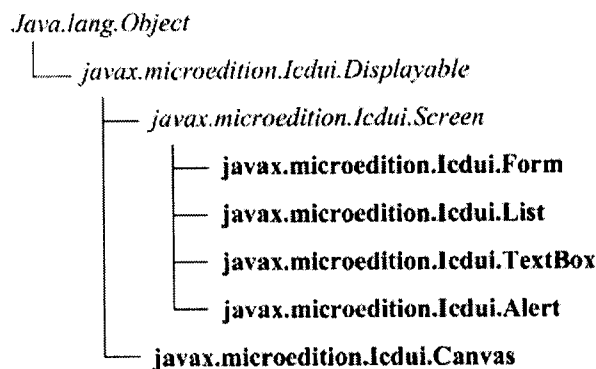 Java.lang.Object
javax.microedition.Icdui.Displayable
javax.microedition.Icdui.Screen
javax.microedition.Icdui.Form
javax.microedition.Icdui.List
javax.microedition.Icdui.TextBox
javax.microedition.Icdui.Alert
javax.microedition.Icdui.Canvas